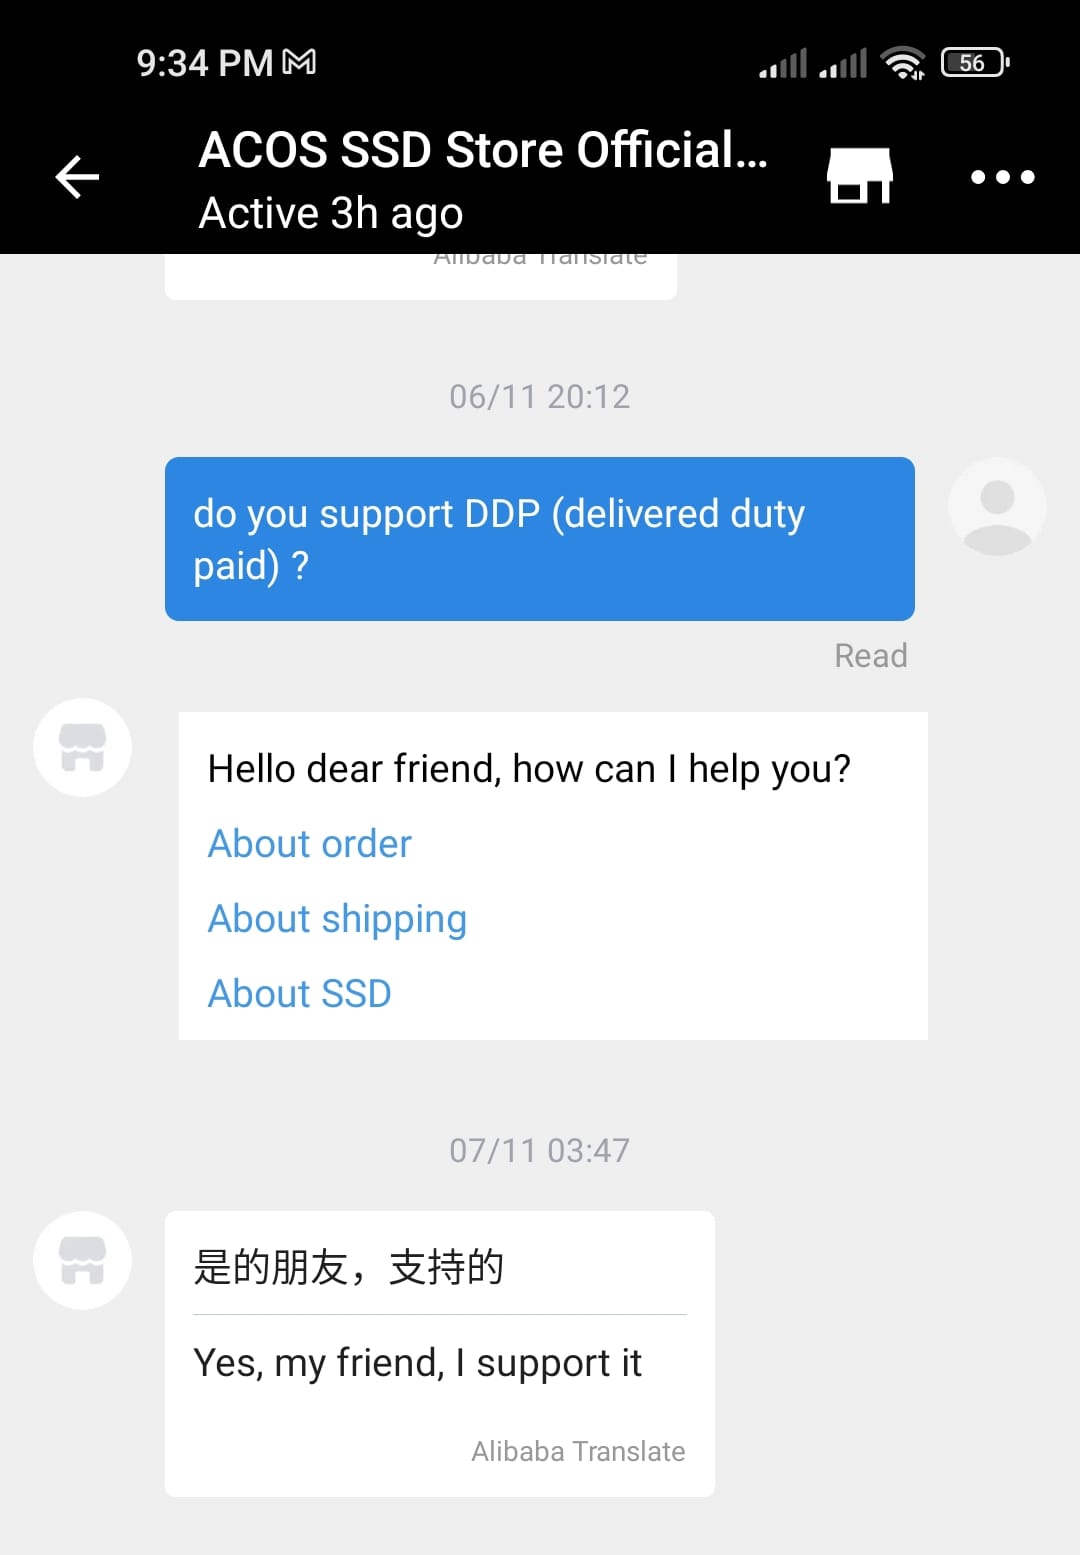 9:34 PM
56
ACOS SSD Store Official...
Active 3h ago
Alibaba Translate
06/11 20:12
do you support DDP (delivered duty
paid) ?
Read
Hello dear friend, how can I help you?
About order
About shipping
About SSD
07/11 03:47
是的朋友，支持的
Yes, my friend, I support it
Alibaba Translate